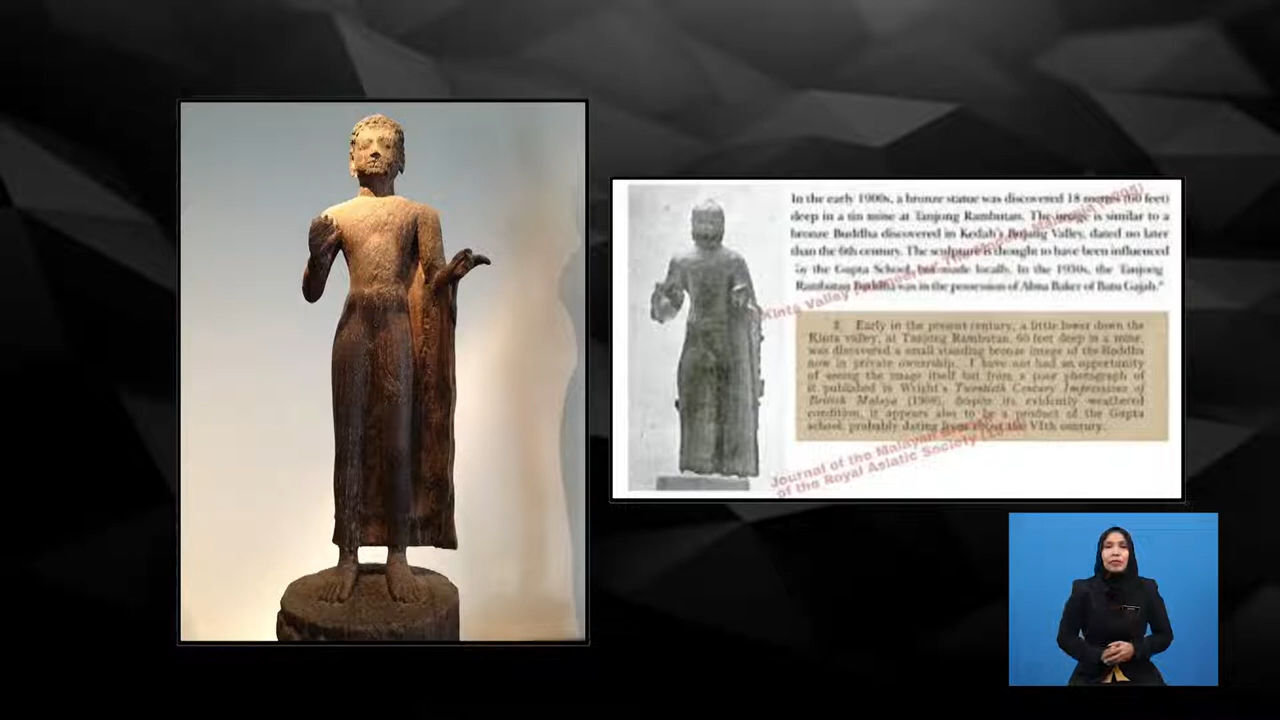 In the early 1900s, a bronze statue was discovered 18 metres (60 feet)
deep in a tin mine at Tanjong Rambutan. The image is similar to a
bronze Buddha discovered in Kedah's Bujang Valley, dated no later
than the 6th century. The sculpture is thought to have been influenced
by the Gupta School, but made locally. In the 1930s, the Tanjong
Rambutan Buddha was in the possession of Abu Baker of Batu Gajah."
Kinta Valley
3. Early in the present century, a little lower down the
Kinta valley, at Tanjong Rambutan, 60 feet deep in a mine,
was discovered a small standing bronze image of the Buddha
now in private ownership. I have not had an opportunity
of seeing the image itself but from a poor photograph of
it published in Wright's Twentieth Century Impressions of
British Malaya (1908), despite its evidently weathered
condition, it appears also to be a product of the Gupta
school, probably dating from about the VIth century.
Journal of the Malayan
of the Royal Asiatic Society